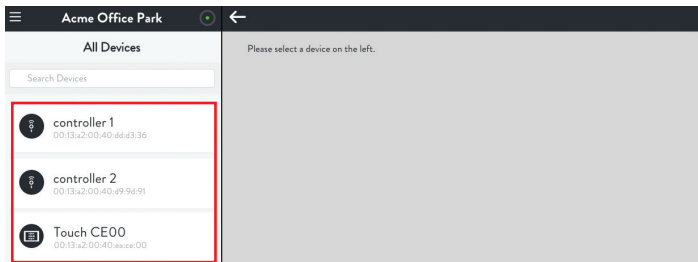 Acme Office Park
All Devices
Search Devices
controller 1
00:13:a2:00:40:dd:d3:36
controller 2
00:13:a2:00:40:d9:9d:91
Touch CE00
00:13:a2:00:40:ea:ce:00
Please select a device on the left.